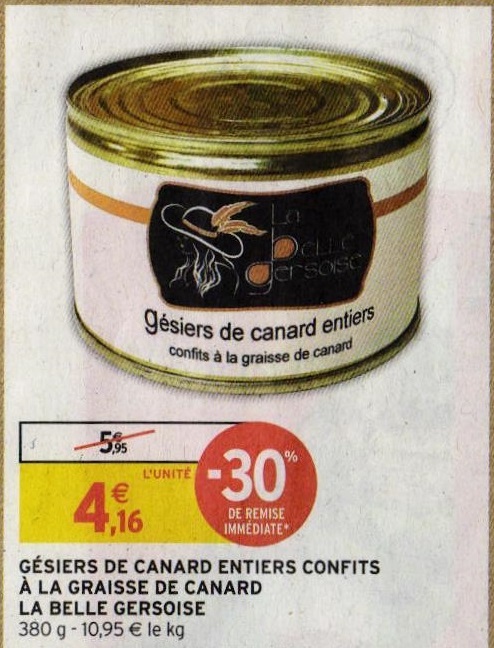 La
Belle
gersoise
gésiers de canard entiers
confits à la graisse de canard
5€,95
L'UNITÉ
4€,16
-30%
DE REMISE
IMMÉDIATE*
GÉSIERS DE CANARD ENTIERS CONFITS
À LA GRAISSE DE CANARD
LA BELLE GERSOISE
380 g - 10,95 € le kg